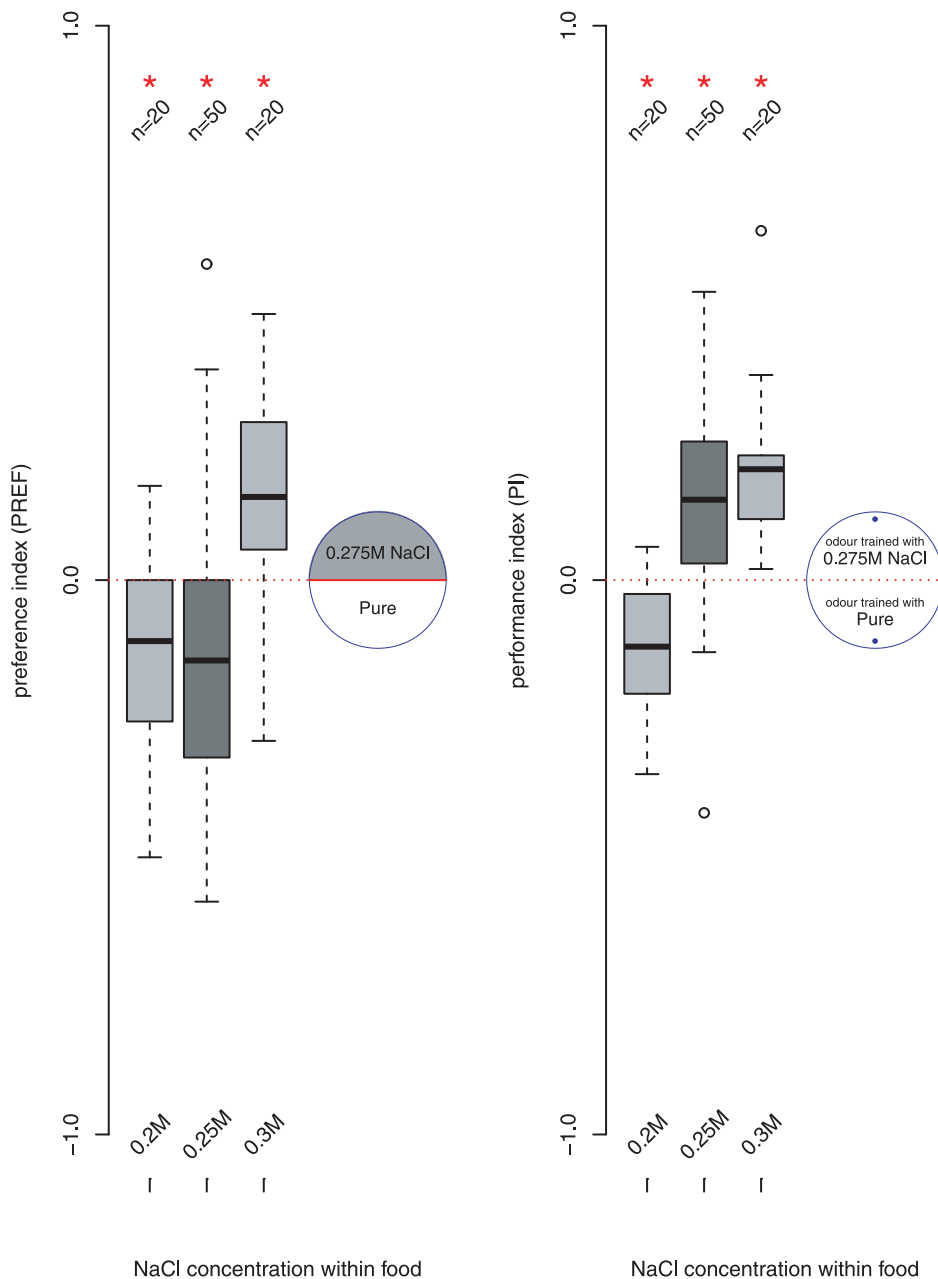 1.0
* * *
n=20 n=50 n=20
preference index (PREF)
0.0
0.275M NaCl
Pure
−1.0
0.2M 0.25M 0.3M
NaCl concentration within food
1.0
* * *
n=20 n=50 n=20
performance index (PI)
0.0
odour trained with
0.275M NaCl
odour trained with
Pure
−1.0
0.2M 0.25M 0.3M
NaCl concentration within food